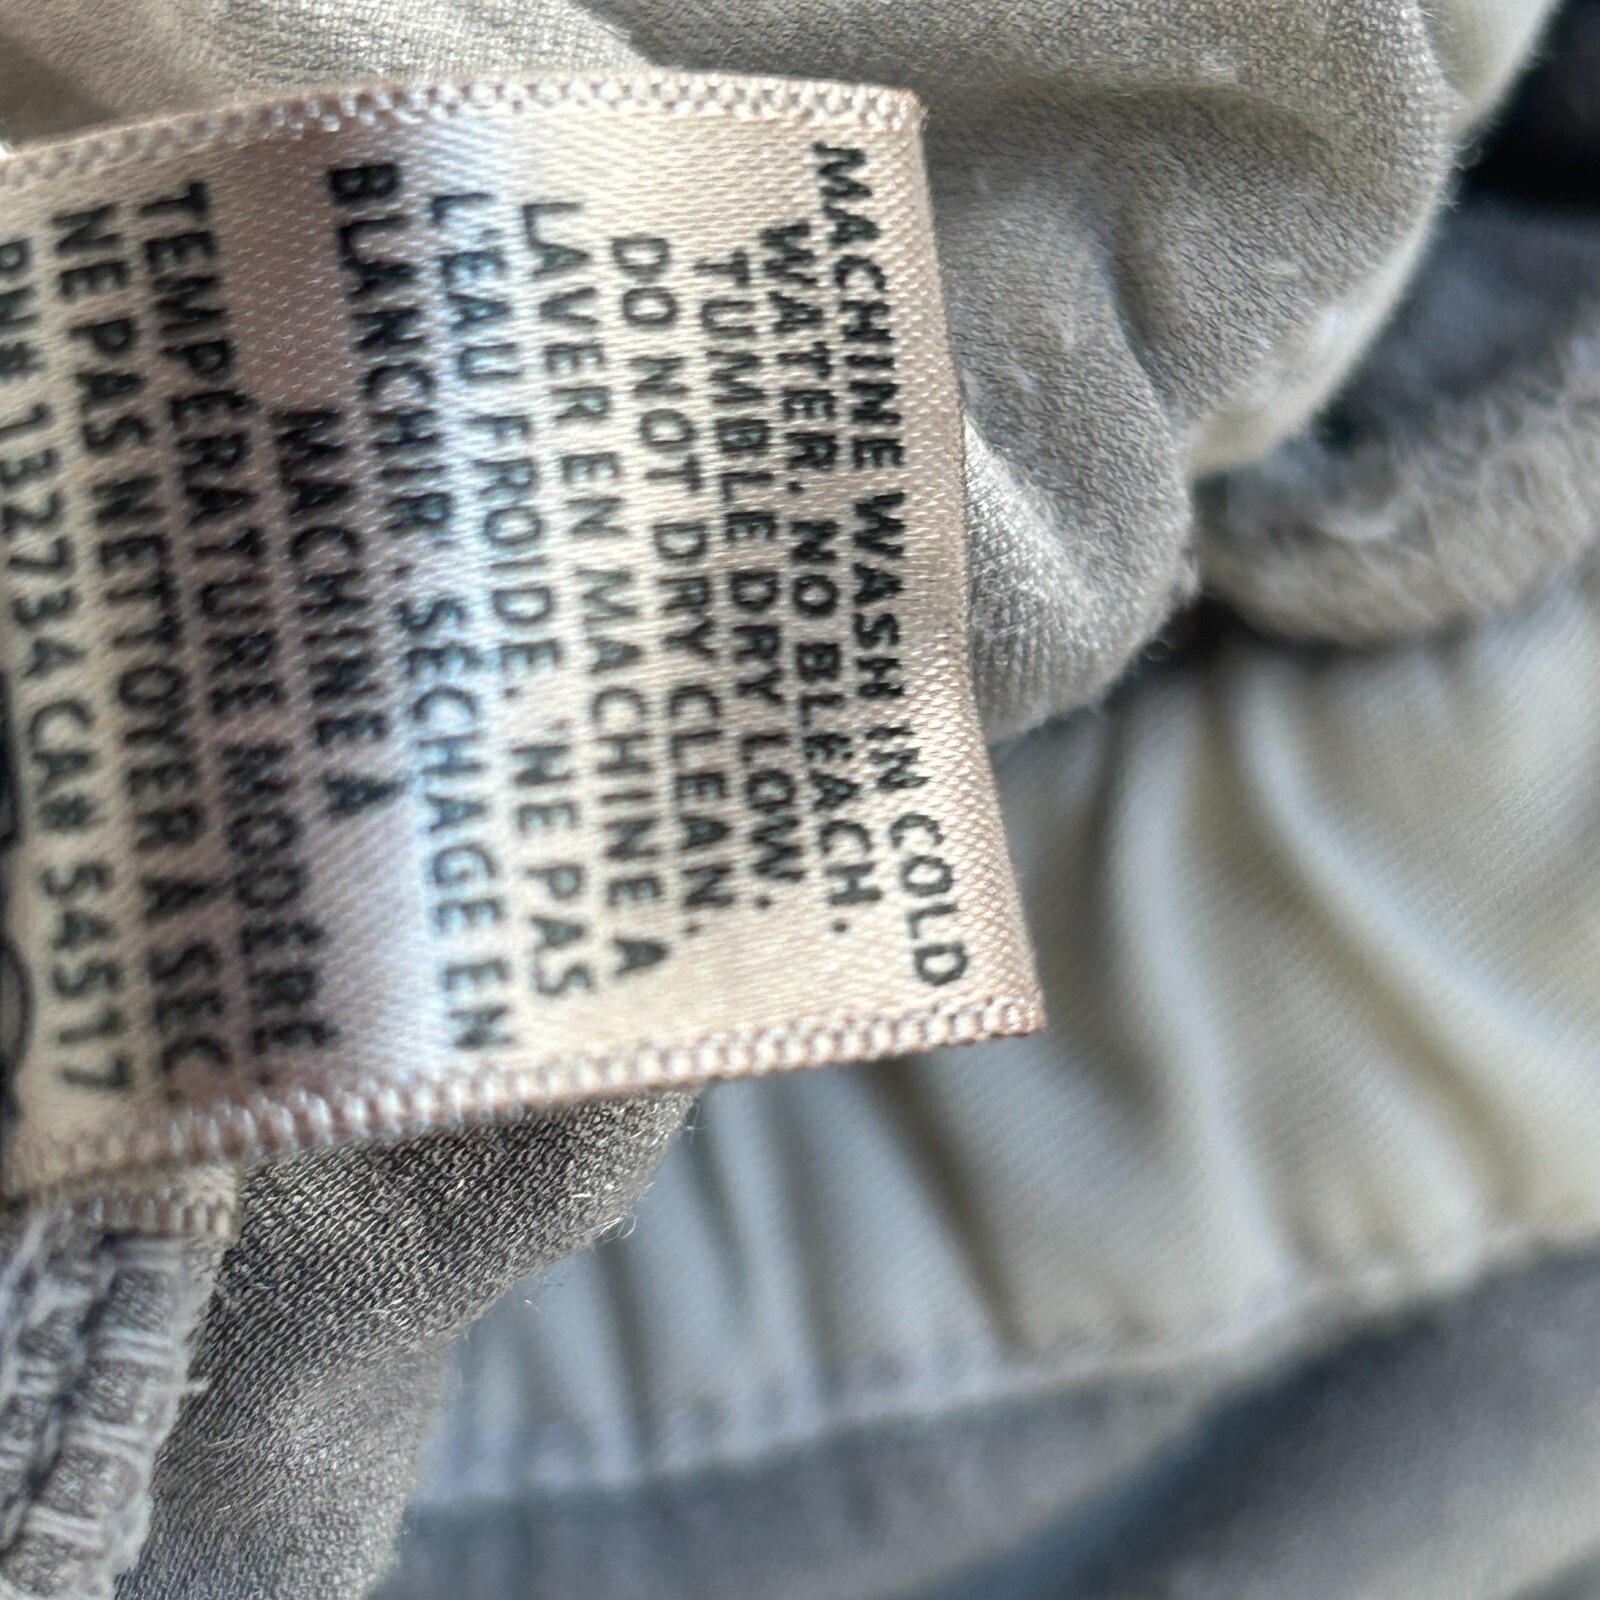 MACHINE WASH IN COLD
WATER. NO BLEACH.
TUMBLE DRY LOW.
DO NOT DRY CLEAN.
LAVER EN MACHINE A
L'EAU FROIDE. NE PAS
BLANCHIR. SÉCHAGE EN
MACHINE A
TEMPÉRATURE MODÉRÉ.
NE PAS NETTOYER A SEC.
RN# 132734 CA# 54517